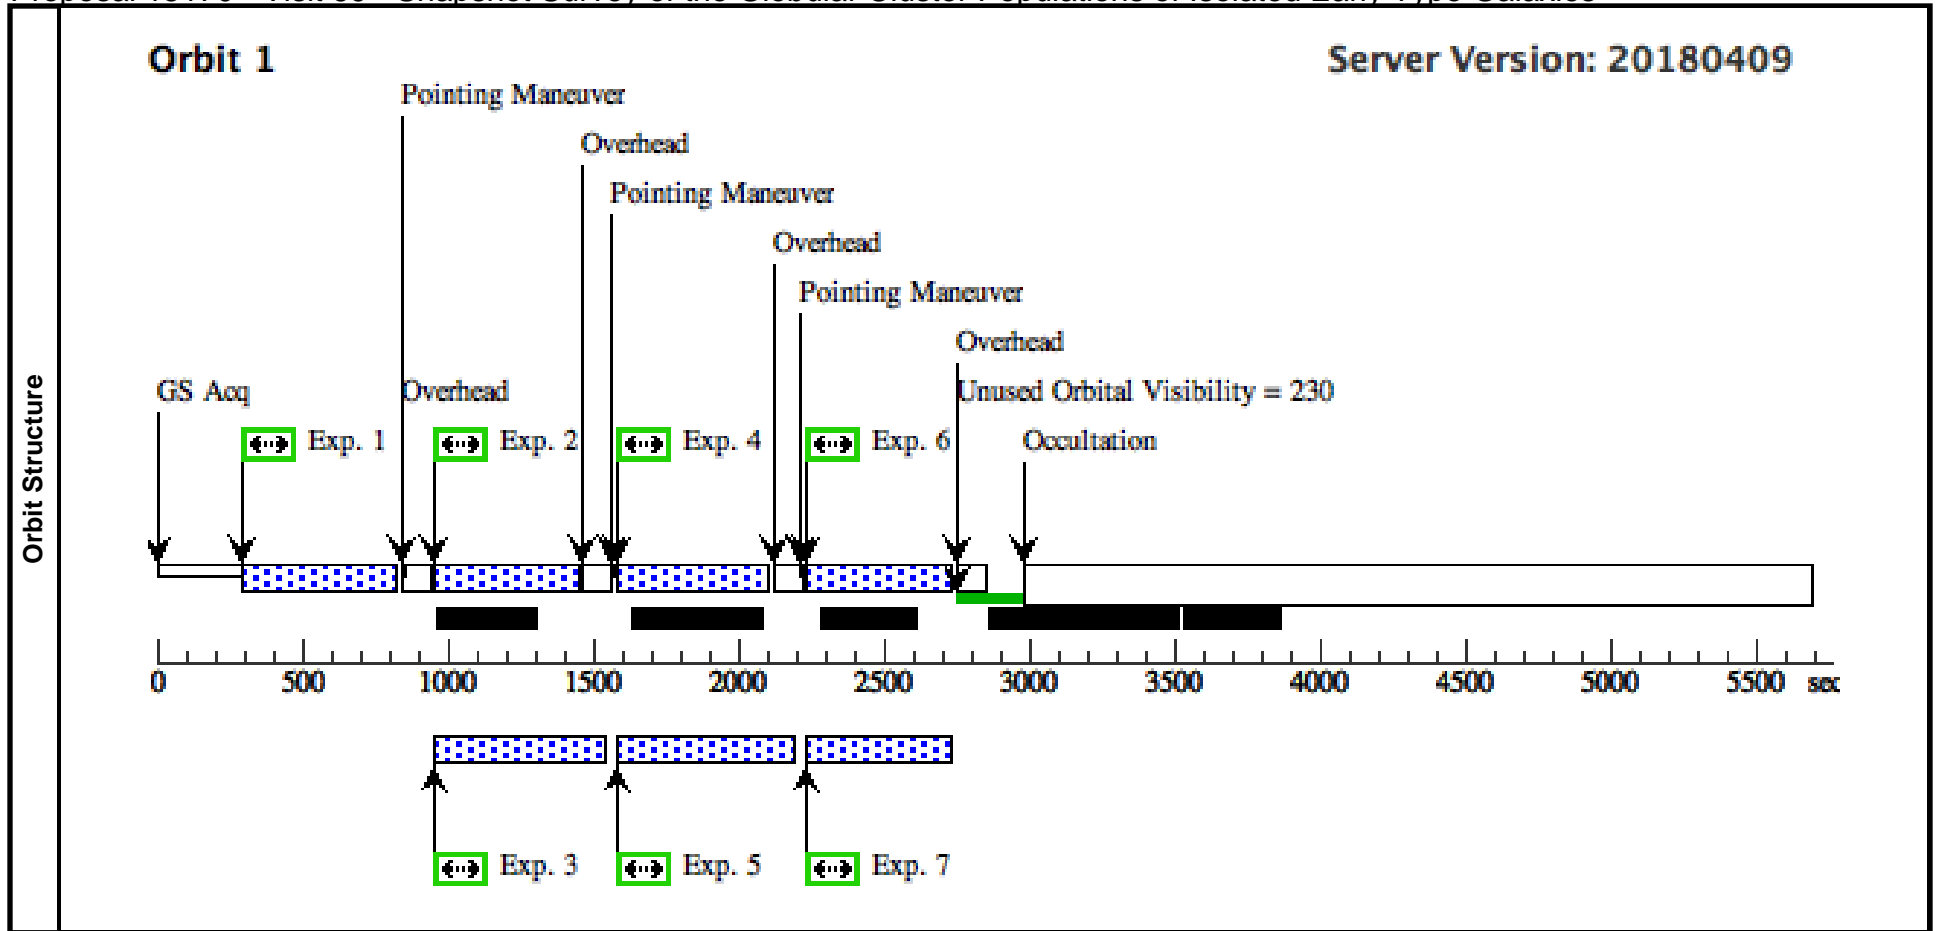 Orbit 1
Server Version: 20180409
Pointing Maneuver
Overhead
Pointing Maneuver
Overhead
Pointing Maneuver
Overhead
GS Acq
Overhead
Unused Orbital Visibility = 230
Exp. 1
Exp. 2
Exp. 4
Exp. 6
Occultation
Orbit Structure
0 500 1000 1500 2000 2500 3000 3500 4000 4500 5000 5500 sec
Exp. 3
Exp. 5
Exp. 7